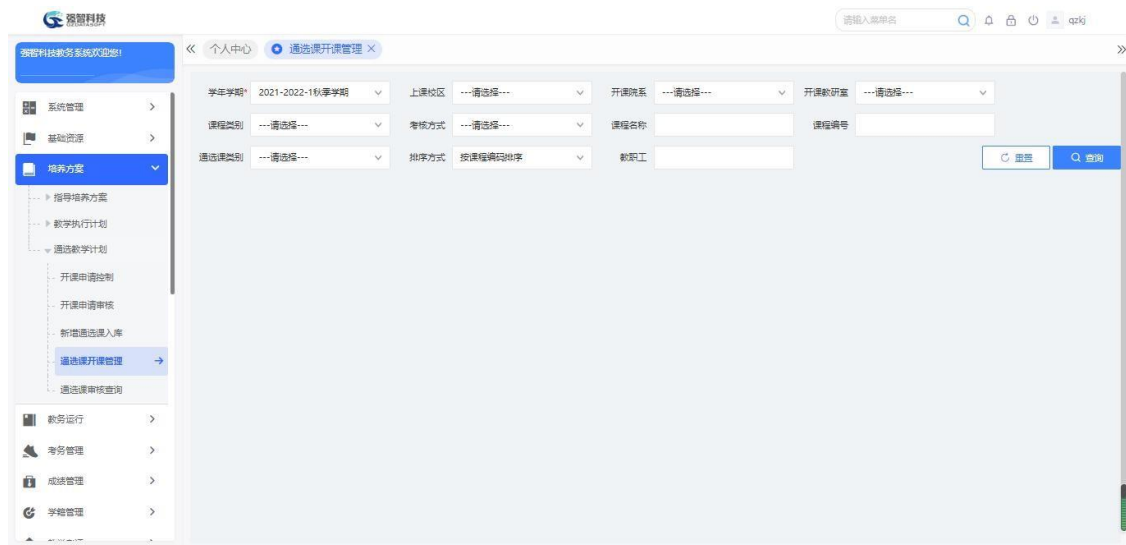 强智科技
QIANGZHI DATASOFT
请输入菜单名
qzkj
强智科技教务系统欢迎您!
个人中心
通选课开课管理
系统管理
基础资源
培养方案
指导培养方案
教学执行计划
通选教学计划
开课申请控制
开课申请审核
新增通选课入库
通选课开课管理
通选课审核查询
教务运行
考务管理
成绩管理
学籍管理
学年学期* 2021-2022-1秋季学期 上课校区 ---请选择--- 开课院系 ---请选择--- 开课教研室 ---请选择---
课程类别 ---请选择--- 考核方式 ---请选择--- 课程名称 课程编号
通选课类别 ---请选择--- 排序方式 按课程编码排序 教职工 重置 查询